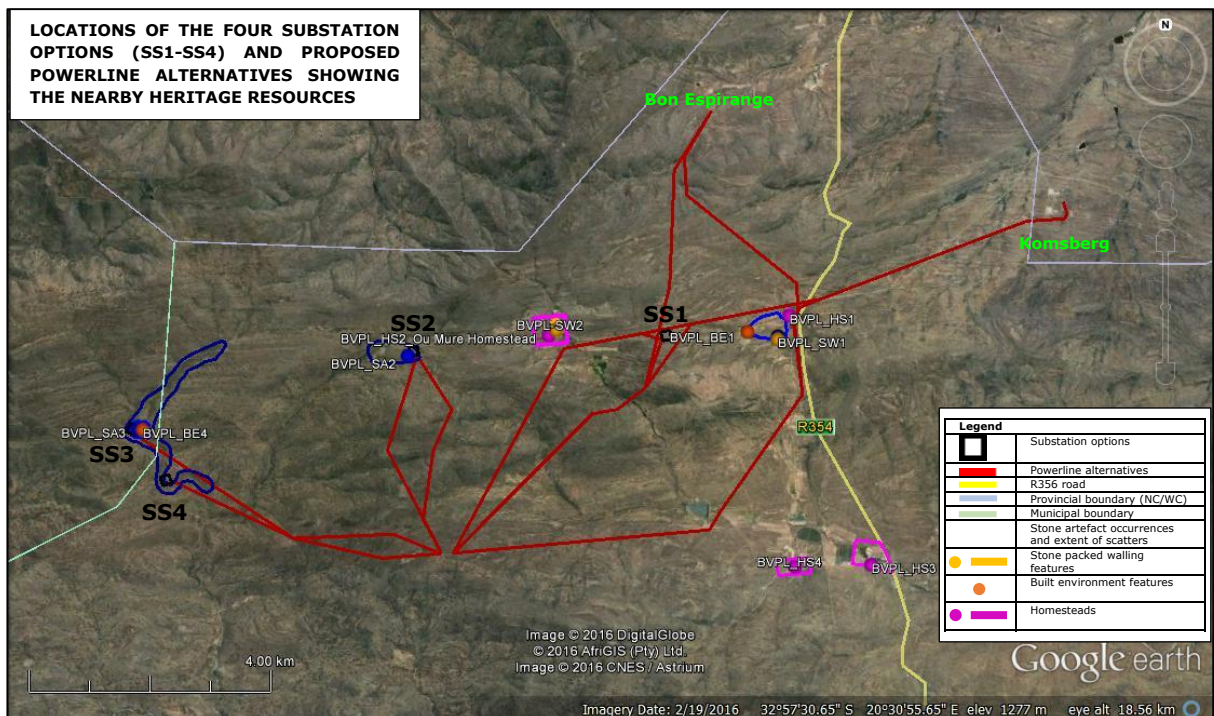 LOCATIONS OF THE FOUR SUBSTATION
OPTIONS (SS1-SS4) AND PROPOSED
POWERLINE ALTERNATIVES SHOWING
THE NEARBY HERITAGE RESOURCES
N
Bon Espirange
Komsberg
SS1
BVPL_SW2
BVPL_HS1
SS2
BVPL_HS2_Ou Mure Homestead
BVPL_BE1
BVPL_SW1
BVPL_SA2
R354
BVPL_SA3
BVPL_BE4
SS3
SS4
BVPL_HS4
BVPL_HS3
Legend
Substation options
Powerline alternatives
R356 road
Provincial boundary (NC/WC)
Municipal boundary
Stone artefact occurrences
and extent of scatters
Stone packed walling
features
Built environment features
Homesteads
4.00 km
Image © 2016 DigitalGlobe
© 2016 AfriGIS (Pty) Ltd.
Image © 2016 CNES / Astrium
Google earth
Imagery Date: 2/19/2016 32°57'30.65" S 20°30'55.65" E elev 1277 m eye alt 18.56 km